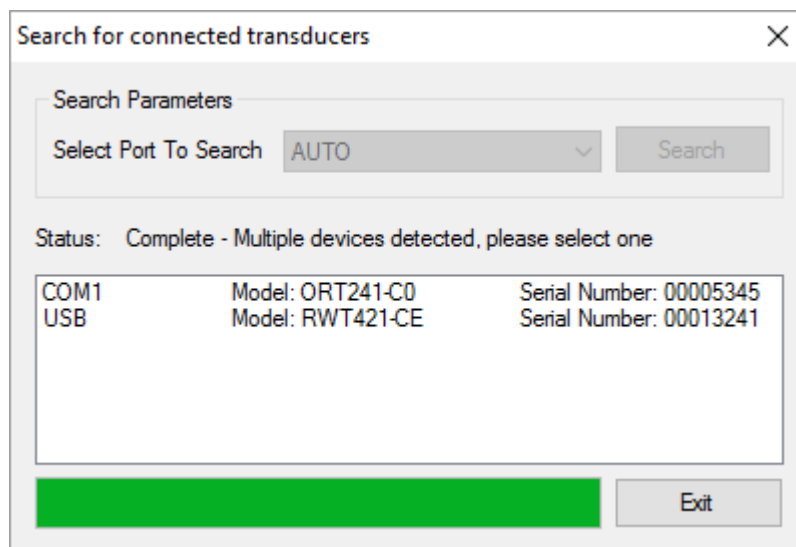 Search for connected transducers
Search Parameters
Select Port To Search AUTO Search
Status: Complete - Multiple devices detected, please select one
COM1 Model: ORT241-C0 Serial Number: 00005345
USB Model: RWT421-CE Serial Number: 00013241
Exit